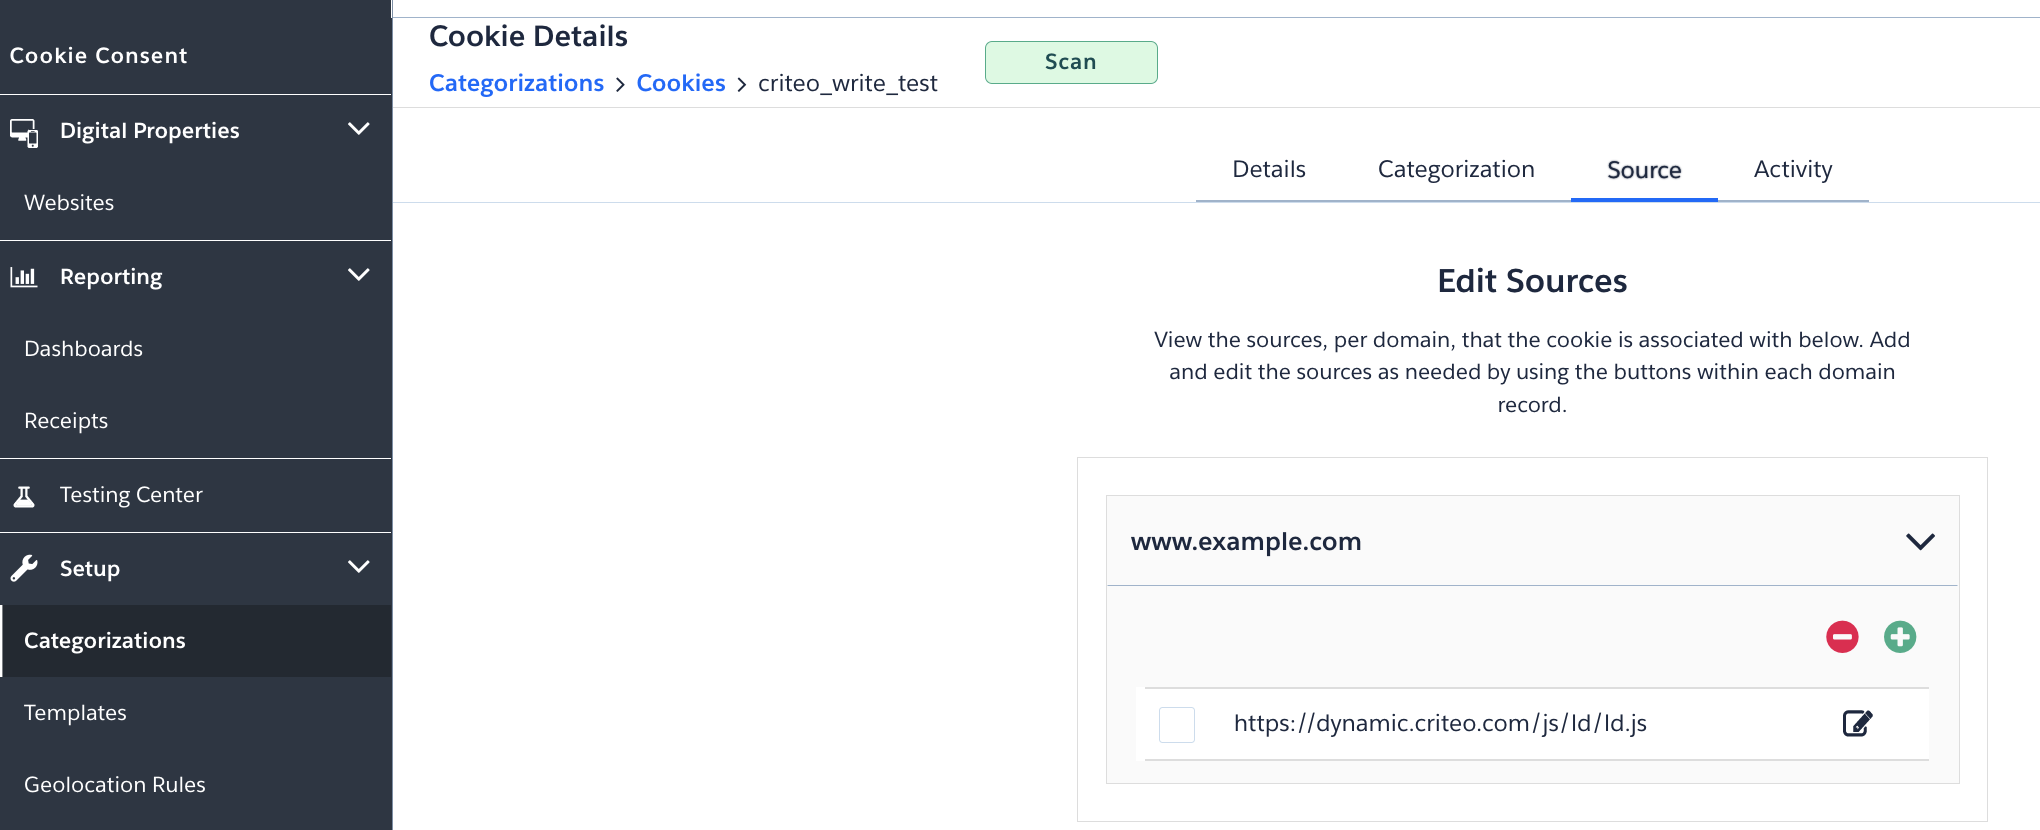 Cookie Consent
Digital Properties
Websites
Reporting
Dashboards
Receipts
Testing Center
Setup
Categorizations
Templates
Geolocation Rules
Cookie Details
Categorizations > Cookies > criteo_write_test
Scan
Details Categorization Source Activity
Edit Sources
View the sources, per domain, that the cookie is associated with below. Add
and edit the sources as needed by using the buttons within each domain
record.
www.example.com
https://dynamic.criteo.com/js/ld/ld.js